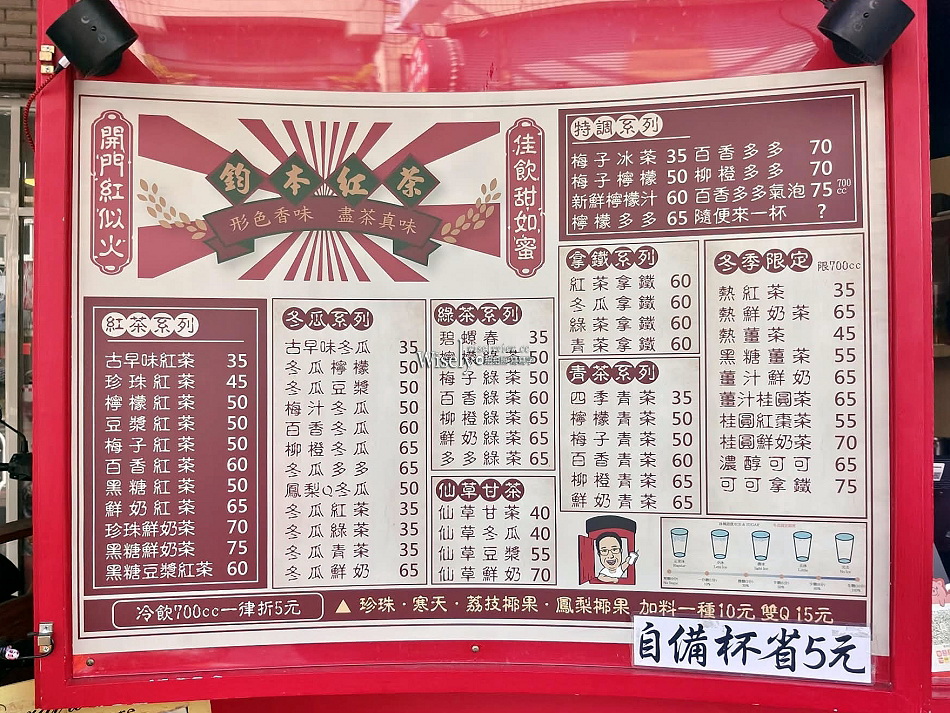 開門紅似火
鈞本紅茶
形色香味 盡茶真味
佳飲甜如蜜
特調系列
梅子冰茶 35 百香多多 70
梅子檸檬 50 柳橙多多 70
新鮮檸檬汁 60 百香多多氣泡 75 700cc
檸檬多多 65 隨便來一杯 ?
紅茶系列
古早味紅茶 35
珍珠紅茶 45
檸檬紅茶 50
豆漿紅茶 50
梅子紅茶 50
百香紅茶 60
黑糖紅茶 50
鮮奶紅茶 65
珍珠鮮奶茶 70
黑糖鮮奶茶 75
黑糖豆漿紅茶 60
冬瓜系列
古早味冬瓜 35
冬瓜檸檬 50
冬瓜豆漿 50
梅汁冬瓜 50
百香冬瓜 60
柳橙冬瓜 65
冬瓜多多 65
鳳梨Q冬瓜 50
冬瓜紅茶 35
冬瓜綠茶 35
冬瓜青茶 35
冬瓜鮮奶 65
綠茶系列
碧螺春 35
檸檬綠茶 50
梅子綠茶 50
百香綠茶 60
柳橙綠茶 65
鮮奶綠茶 65
多多綠茶 65
仙草甘茶
仙草甘茶 40
仙草冬瓜 40
仙草豆漿 55
仙草鮮奶 70
拿鐵系列
紅茶拿鐵 60
冬瓜拿鐵 60
綠茶拿鐵 60
青茶拿鐵 60
青茶系列
四季青茶 35
檸檬青茶 50
梅子青茶 50
百香青茶 60
柳橙青茶 65
鮮奶青茶 65
冬季限定 限700cc
熱紅茶 35
熱鮮奶茶 65
熱薑茶 45
黑糖薑茶 55
薑汁鮮奶 65
薑汁桂圓茶 65
桂圓紅棗茶 55
桂圓鮮奶茶 70
濃醇可可 65
可可拿鐵 75
冷飲700cc一律折5元
▲ 珍珠·寒天·荔技椰果·鳳梨椰果 加料一種10元 雙Q 15元
自備杯省5元
Wisely